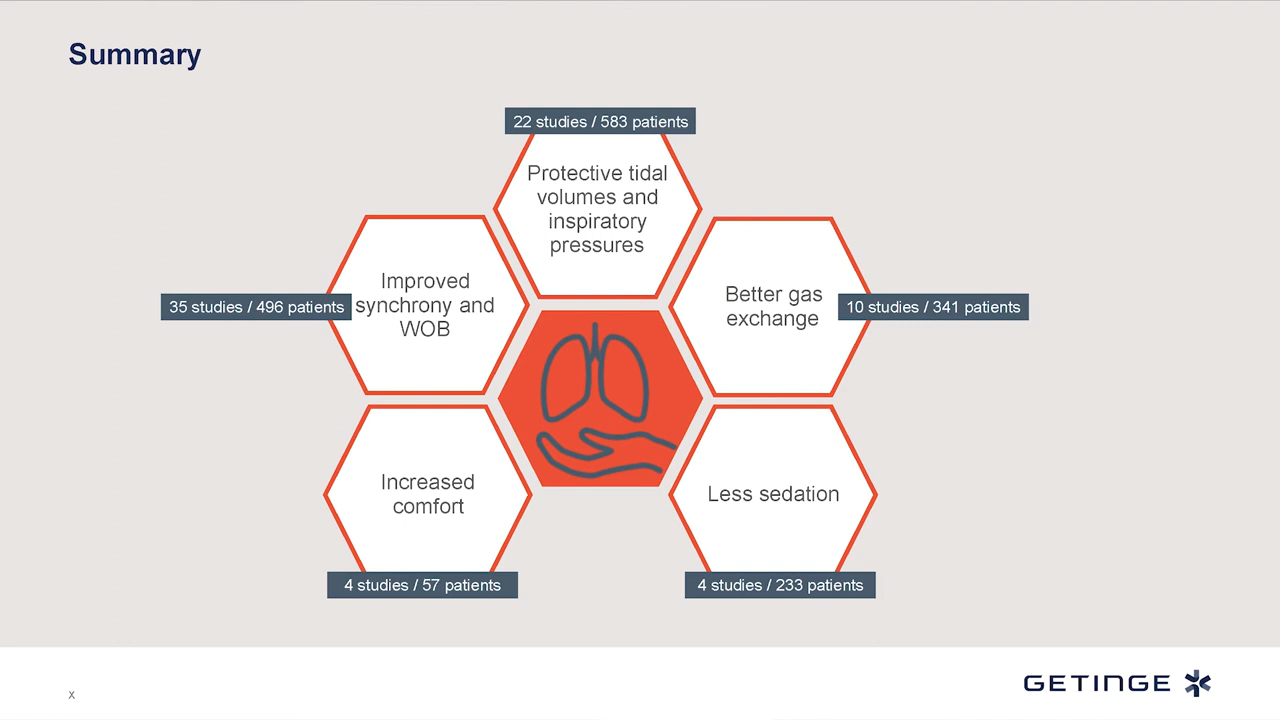 Summary
22 studies / 583 patients
Protective tidal
volumes and
inspiratory
pressures
Improved
synchrony and
WOB
35 studies / 496 patients
Better gas
exchange
10 studies / 341 patients
Increased
comfort
4 studies / 57 patients
Less sedation
4 studies / 233 patients
x
GETINGE